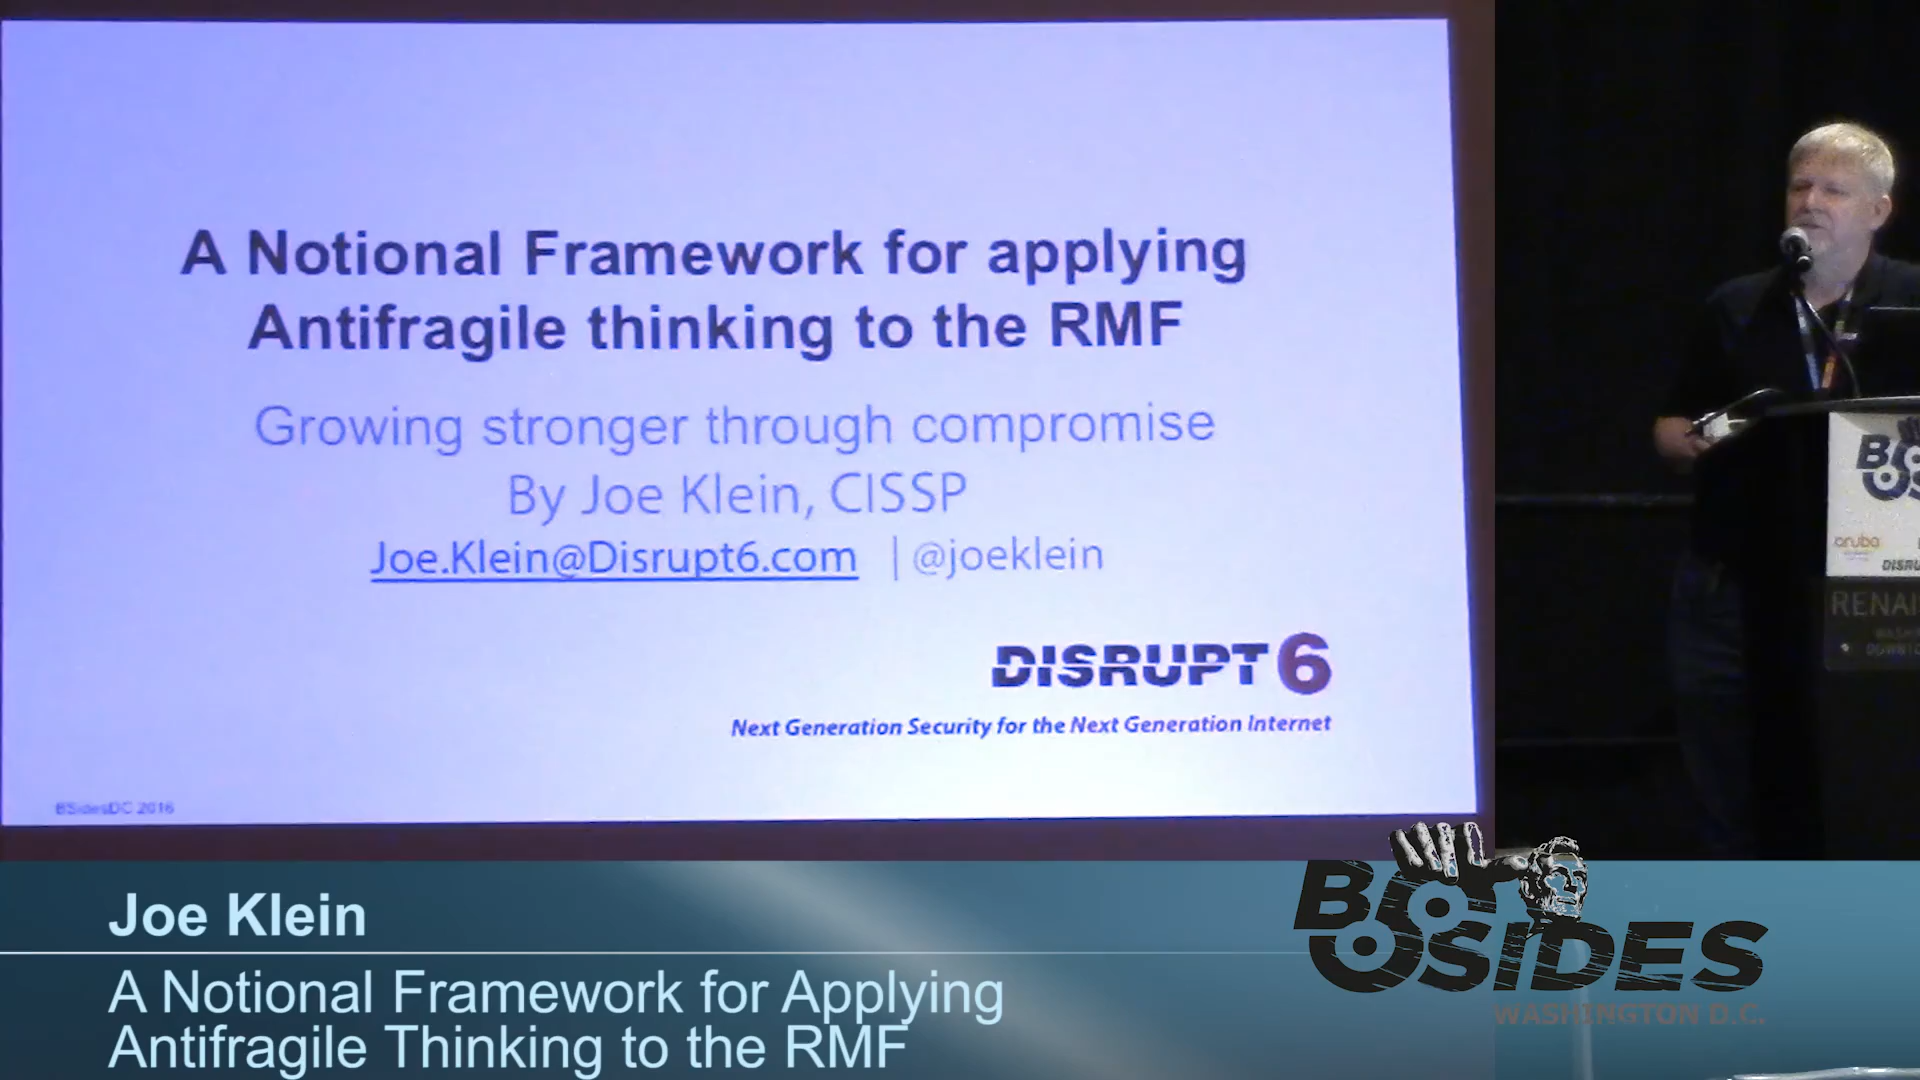 A Notional Framework for applying
Antifragile thinking to the RMF
Growing stronger through compromise
By Joe Klein, CISSP
Joe.Klein@Disrupt6.com | @joeklein
DISRUPT6
Next Generation Security for the Next Generation Internet
BSidesDC 2016
aruba
RENAI
Joe Klein
A Notional Framework for Applying
Antifragile Thinking to the RMF
BSIDES
WASHINGTON D.C.